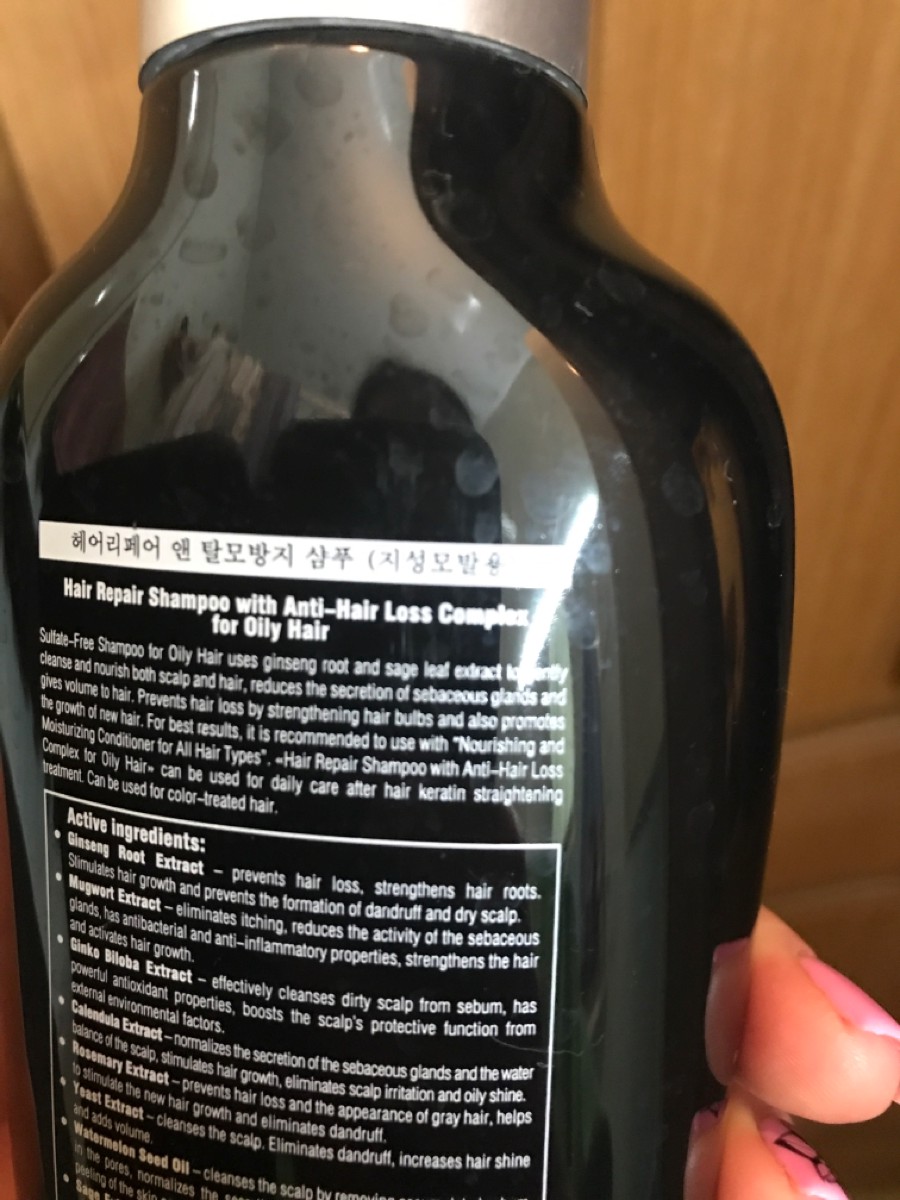 헤어리페어 앤 탈모방지 샴푸 (지성모발용
Hair Repair Shampoo with Anti-Hair Loss Complex
for Oily Hair
Sulfate-Free Shampoo for Oily Hair uses ginseng root and sage leaf extract to gently
cleanse and nourish both scalp and hair, reduces the secretion of sebaceous glands and
gives volume to hair. Prevents hair loss by strengthening hair bulbs and also promotes
the growth of new hair. For best results, it is recommended to use with "Nourishing and
Moisturizing Conditioner for All Hair Types". «Hair Repair Shampoo with Anti-Hair Loss
Complex for Oily Hair» can be used for daily care after hair keratin straightening
treatment. Can be used for color-treated hair.
Active ingredients:
• Ginseng Root Extract – prevents hair loss, strengthens hair roots.
Stimulates hair growth and prevents the formation of dandruff and dry scalp.
• Mugwort Extract – eliminates itching, reduces the activity of the sebaceous
glands, has antibacterial and anti-inflammatory properties, strengthens the hair
and activates hair growth.
• Ginko Biloba Extract – effectively cleanses dirty scalp from sebum, has
powerful antioxidant properties, boosts the scalp's protective function from
external environmental factors.
• Calendula Extract – normalizes the secretion of the sebaceous glands and the water
balance of the scalp, stimulates hair growth, eliminates scalp irritation and oily shine.
• Rosemary Extract – prevents hair loss and the appearance of gray hair, helps
to stimulate the new hair growth and eliminates dandruff.
• Yeast Extract – cleanses the scalp. Eliminates dandruff, increases hair shine
and adds volume.
• Watermelon Seed Oil – cleanses the scalp by removing
in the pores, normalizes the
peeling of the skin
• Sage